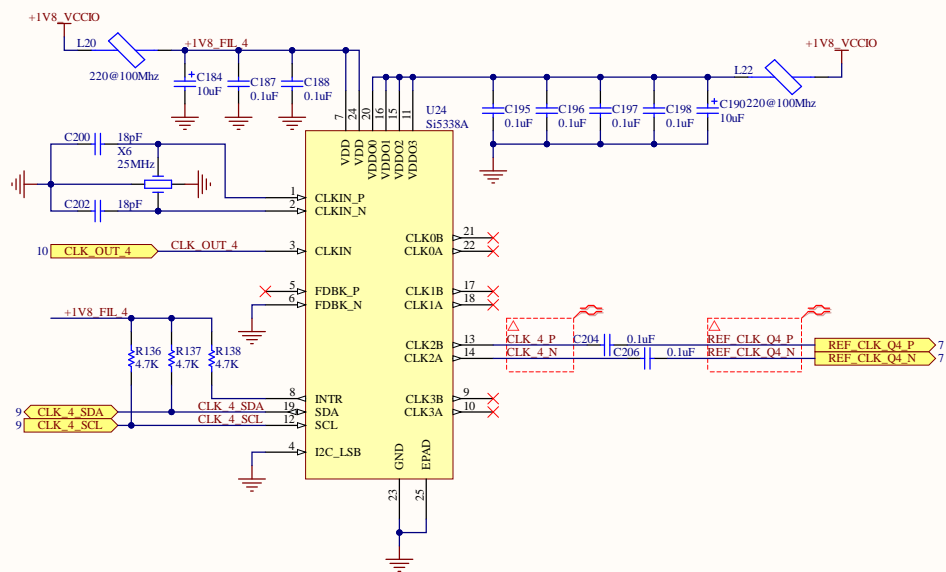 +1V8_VCCIO
L20
220@100Mhz
+1V8_FIL_4
C184
10uF
C187
0.1uF
C188
0.1uF
+1V8_VCCIO
L22
220@100Mhz
C195
0.1uF
C196
0.1uF
C197
0.1uF
C198
0.1uF
C190
10uF
U24
Si5338A
7
24
20
16
15
11
VDD
VDD
VDDO0
VDDO1
VDDO2
VDDO3
C200
18pF
X6
25MHz
C202
18pF
1
CLKIN_P
2
CLKIN_N
10
CLK_OUT_4
CLK_OUT_4
3
CLKIN
5
FDBK_P
6
FDBK_N
CLK0B
21
CLK0A
22
CLK1B
17
CLK1A
18
CLK2B
13
CLK_4_P
C204
0.1uF
REF_CLK_Q4_P
REF_CLK_Q4_P
7
CLK2A
14
CLK_4_N
C206
0.1uF
REF_CLK_Q4_N
REF_CLK_Q4_N
7
CLK3B
9
CLK3A
10
+1V8_FIL_4
R136
4.7K
R137
4.7K
R138
4.7K
8
INTR
9
CLK_4_SDA
CLK_4_SDA
19
SDA
9
CLK_4_SCL
CLK_4_SCL
12
SCL
4
I2C_LSB
GND
EPAD
23
25